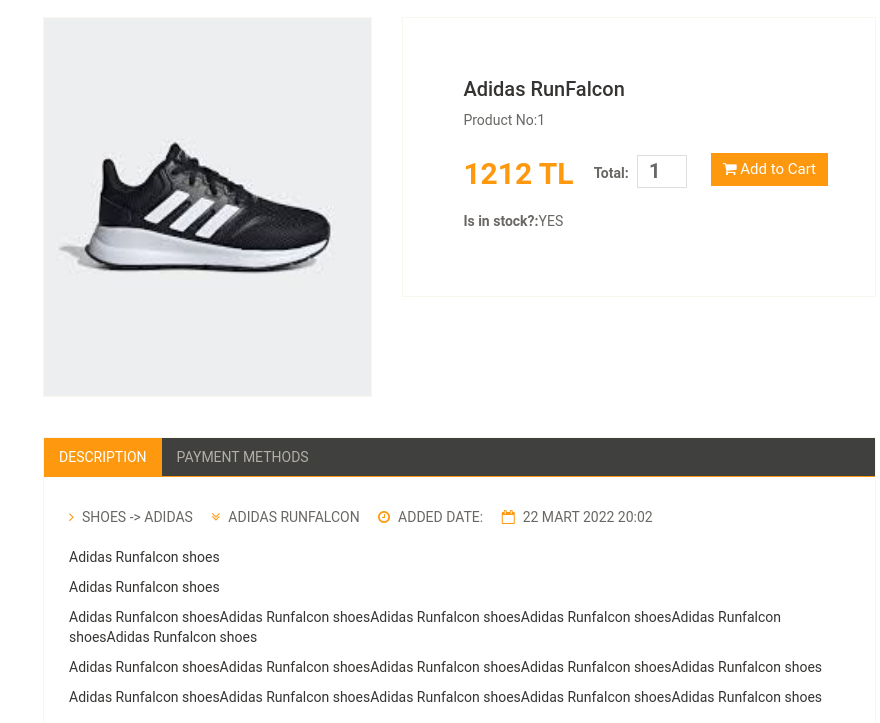 Adidas RunFalcon
Product No:1
1212 TL Total: 1 Add to Cart
Is in stock?:YES
DESCRIPTION PAYMENT METHODS
SHOES -> ADIDAS ADIDAS RUNFALCON ADDED DATE: 22 MART 2022 20:02
Adidas Runfalcon shoes
Adidas Runfalcon shoes
Adidas Runfalcon shoesAdidas Runfalcon shoesAdidas Runfalcon shoesAdidas Runfalcon shoesAdidas Runfalcon
shoesAdidas Runfalcon shoes
Adidas Runfalcon shoesAdidas Runfalcon shoesAdidas Runfalcon shoesAdidas Runfalcon shoesAdidas Runfalcon shoes
Adidas Runfalcon shoesAdidas Runfalcon shoesAdidas Runfalcon shoesAdidas Runfalcon shoesAdidas Runfalcon shoes